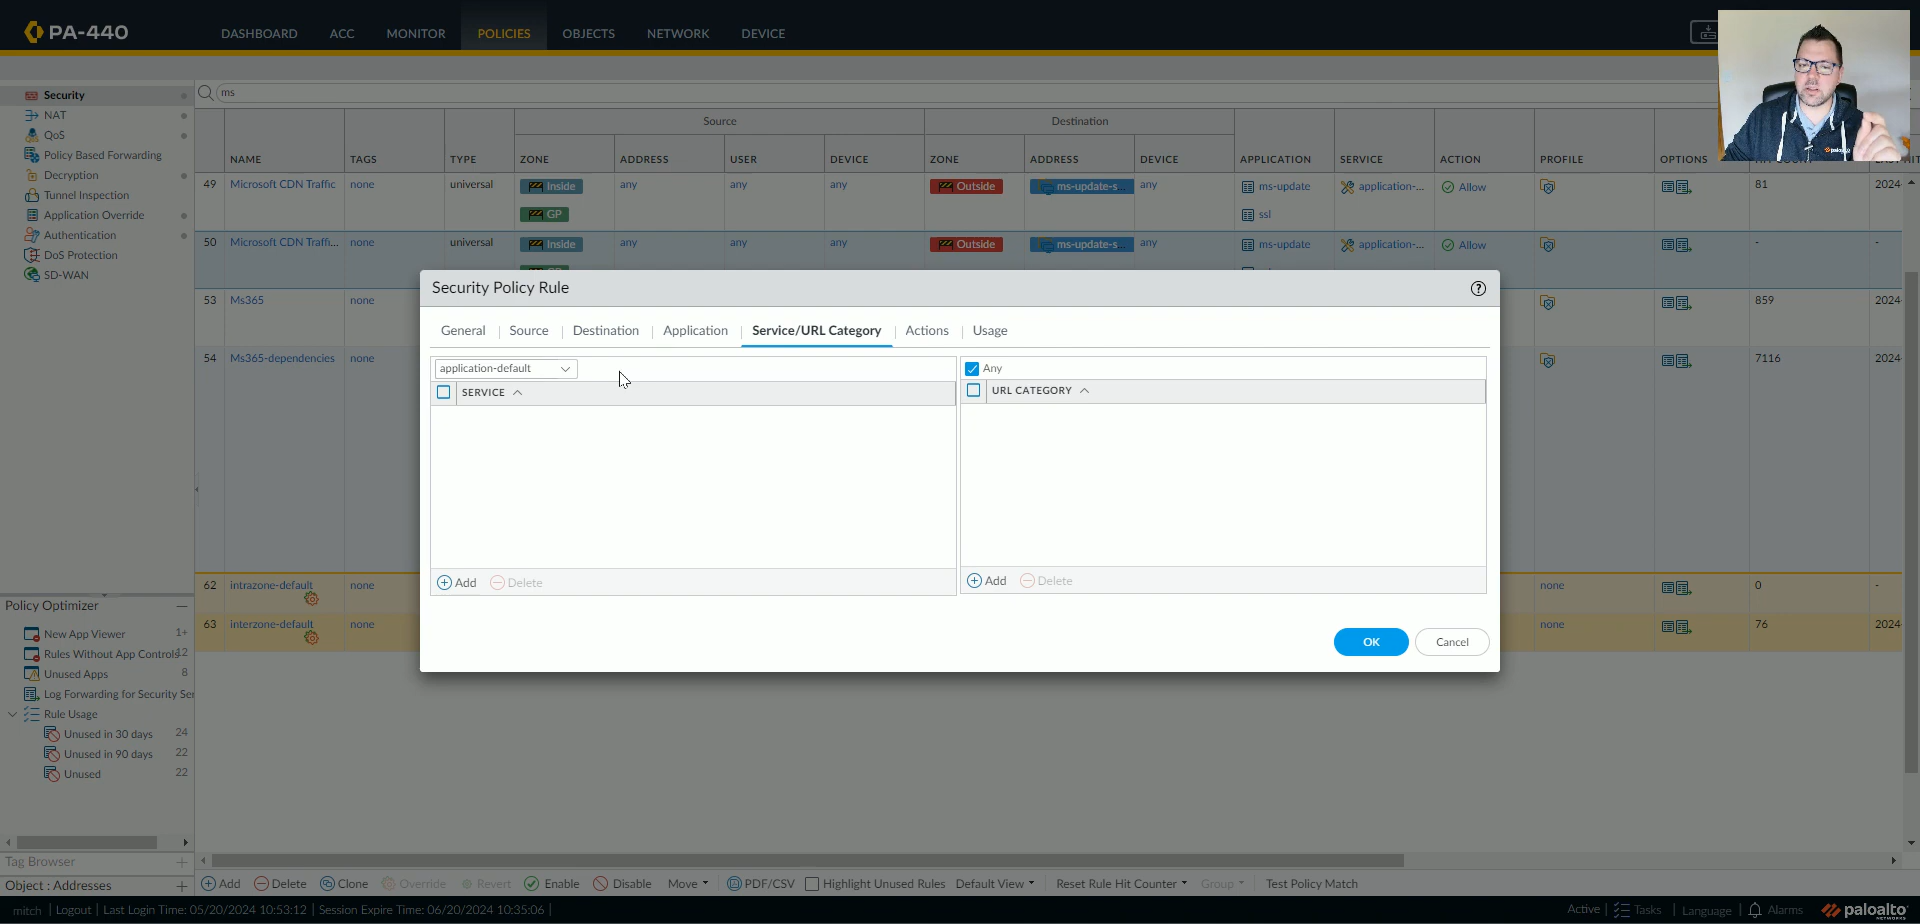 PA-440
DASHBOARD ACC MONITOR POLICIES OBJECTS NETWORK DEVICE
Security
NAT
QoS
Policy Based Forwarding
Decryption
Tunnel Inspection
Application Override
Authentication
DoS Protection
SD-WAN
ms
Source Destination
NAME TAGS TYPE ZONE ADDRESS USER DEVICE ZONE ADDRESS DEVICE APPLICATION SERVICE ACTION PROFILE OPTIONS
49 Microsoft CDN Traffic none universal Inside any any any Outside ms-update-s... any ms-update application-... Allow 81 2024-
GP ssl
50 Microsoft CDN Traffi... none universal Inside any any any Outside ms-update-s... any ms-update application-... Allow - -
53 Ms365 none 859 2024-
54 Ms365-dependencies none 7116 2024-
62 intrazone-default none none 0 -
63 interzone-default none none 76 2024-
Security Policy Rule
General Source Destination Application Service/URL Category Actions Usage
application-default Any
SERVICE URL CATEGORY
Add Delete Add Delete
OK Cancel
Policy Optimizer
New App Viewer 1+
Rules Without App Controls 12
Unused Apps 8
Log Forwarding for Security Ser
Rule Usage
Unused in 30 days 24
Unused in 90 days 22
Unused 22
Tag Browser
Object : Addresses
Add Delete Clone Override Revert Enable Disable Move PDF/CSV Highlight Unused Rules Default View Reset Rule Hit Counter Group Test Policy Match
mitch | Logout | Last Login Time: 05/20/2024 10:53:12 | Session Expire Time: 06/20/2024 10:35:06 |
Active | Tasks | Language | Alarms paloalto NETWORKS